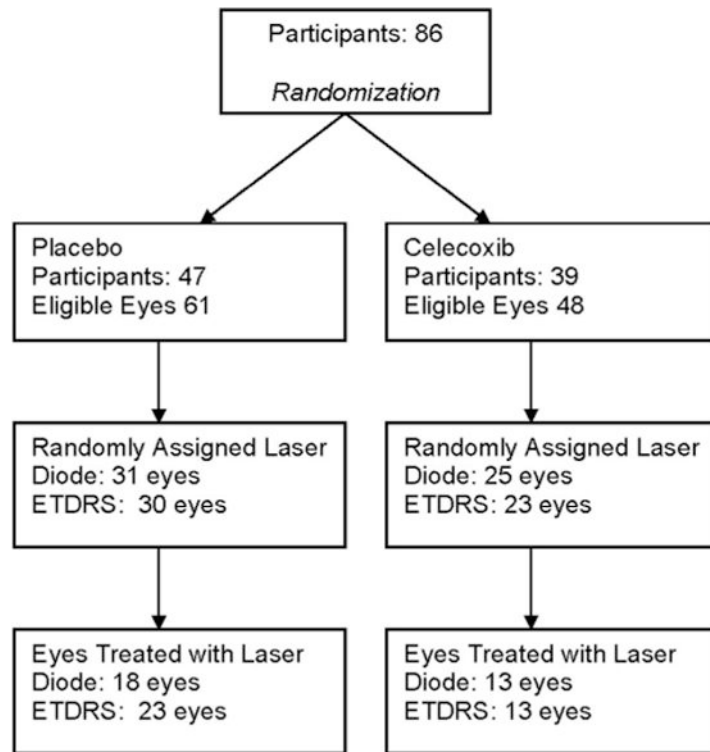 Participants: 86
Randomization
Placebo
Participants: 47
Eligible Eyes 61
Celecoxib
Participants: 39
Eligible Eyes 48
Randomly Assigned Laser
Diode: 31 eyes
ETDRS: 30 eyes
Randomly Assigned Laser
Diode: 25 eyes
ETDRS: 23 eyes
Eyes Treated with Laser
Diode: 18 eyes
ETDRS: 23 eyes
Eyes Treated with Laser
Diode: 13 eyes
ETDRS: 13 eyes